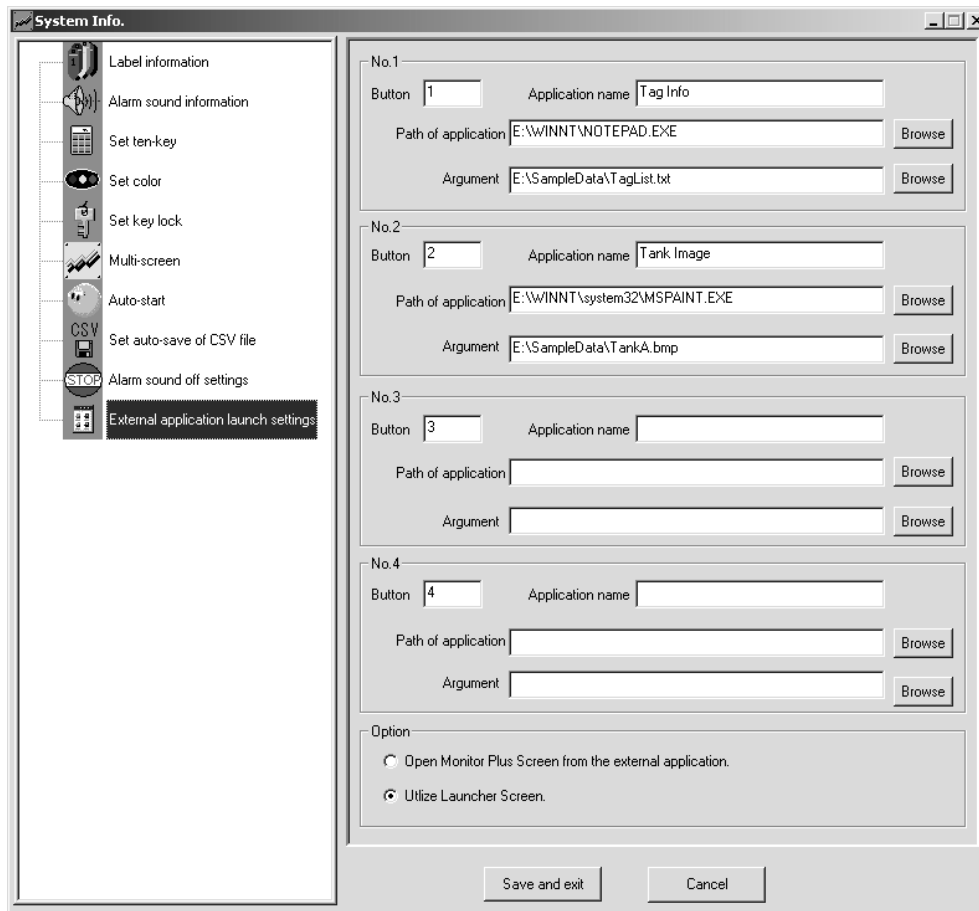 System Info.
Label information
Alarm sound information
Set ten-key
Set color
Set key lock
Multi-screen
Auto-start
CSV
Set auto-save of CSV file
STOP
Alarm sound off settings
External application launch settings
No.1
Button 1 Application name Tag Info
Path of application E:\WINNT\NOTEPAD.EXE Browse
Argument E:\SampleData\TagList.txt Browse
No.2
Button 2 Application name Tank Image
Path of application E:\WINNT\system32\MSPAINT.EXE Browse
Argument E:\SampleData\TankA.bmp Browse
No.3
Button 3 Application name
Path of application Browse
Argument Browse
No.4
Button 4 Application name
Path of application Browse
Argument Browse
Option
Open Monitor Plus Screen from the external application.
Utlize Launcher Screen.
Save and exit Cancel